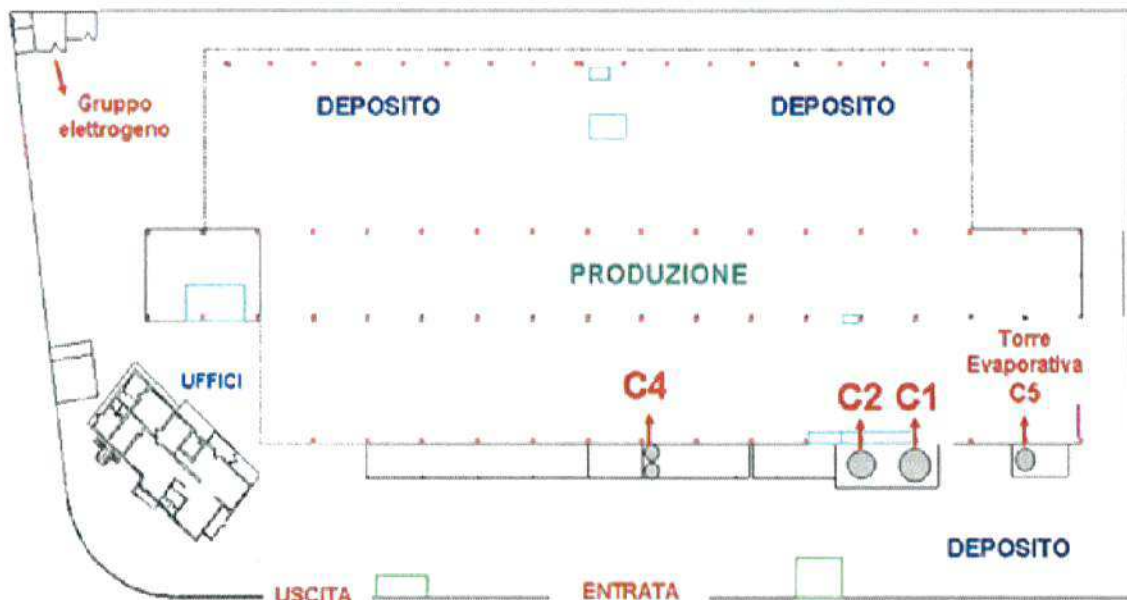 Gruppo
elettrogeno
DEPOSITO
DEPOSITO
PRODUZIONE
UFFICI
C4
C2
C1
Torre
Evaporativa
C5
DEPOSITO
USCITA
ENTRATA